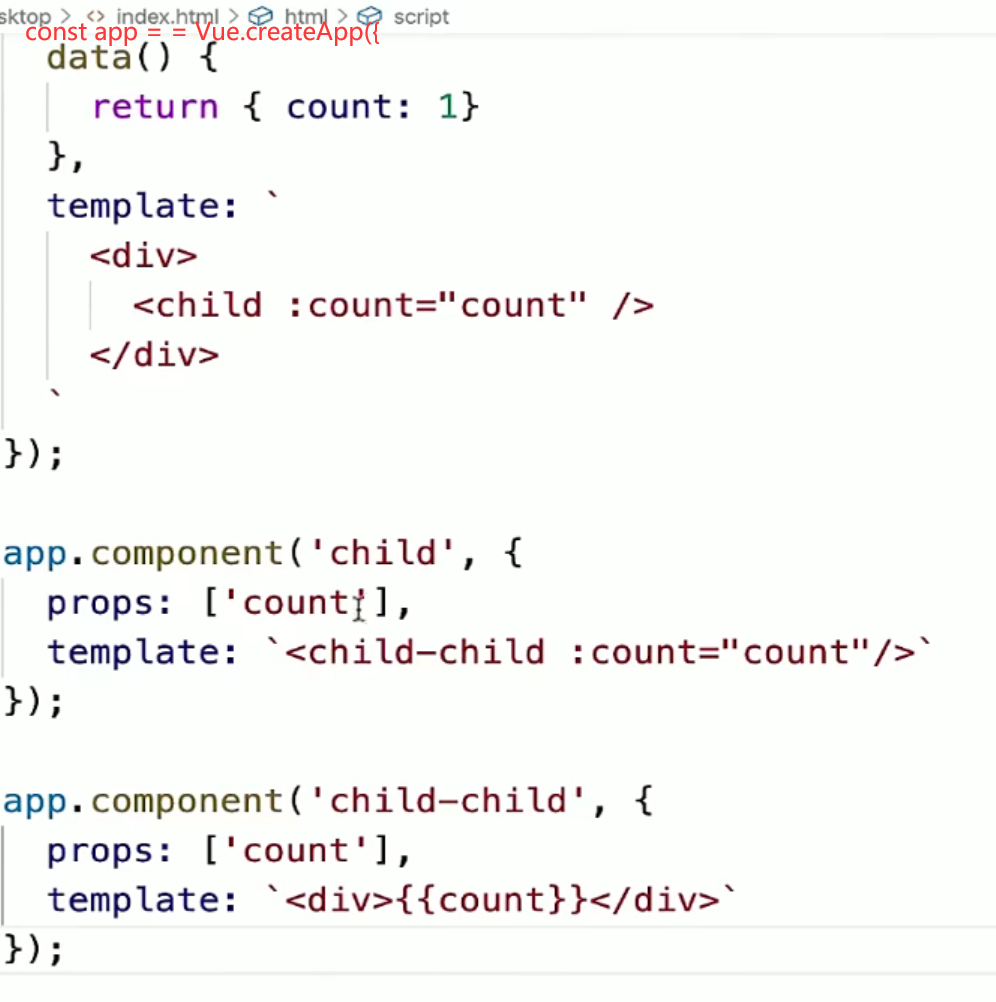 sktop > <> index.html > html > script
const app = = Vue.createApp({
data() {
return { count: 1}
},
template: `
<div>
<child :count="count" />
</div>
`
});
app.component('child', {
props: ['count'],
template: `<child-child :count="count"/>`
});
app.component('child-child', {
props: ['count'],
template: `<div>{{count}}</div>`
});